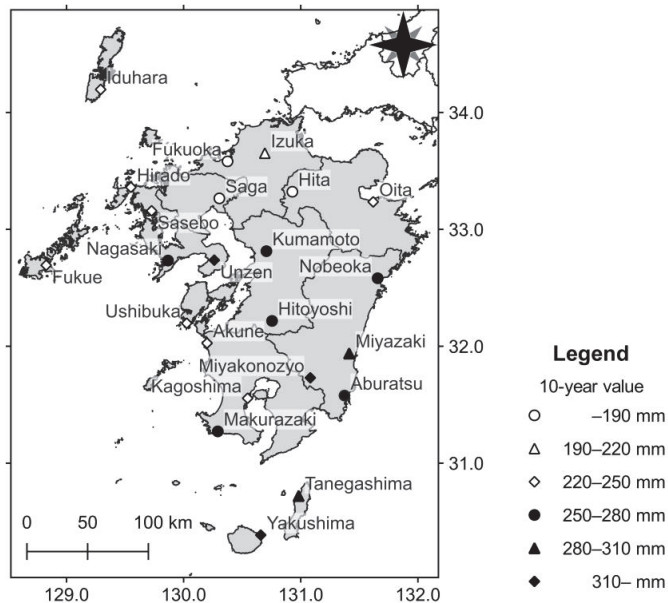 Iduhara
34.0
Izuka
Fukuoka
Hirado
Hita
Saga
Oita
33.0
Sasebo
Kumamoto
Nagasaki
Nobeoka
Unzen
Fukue
Hitoyoshi
Ushibuka
Akune
Miyazaki
32.0
Miyakonozyo
Kagoshima
Aburatsu
Makurazaki
31.0
Tanegashima
0 50 100 km
Yakushima
129.0 130.0 131.0 132.0
Legend
10-year value
–190 mm
190–220 mm
220–250 mm
250–280 mm
280–310 mm
310– mm